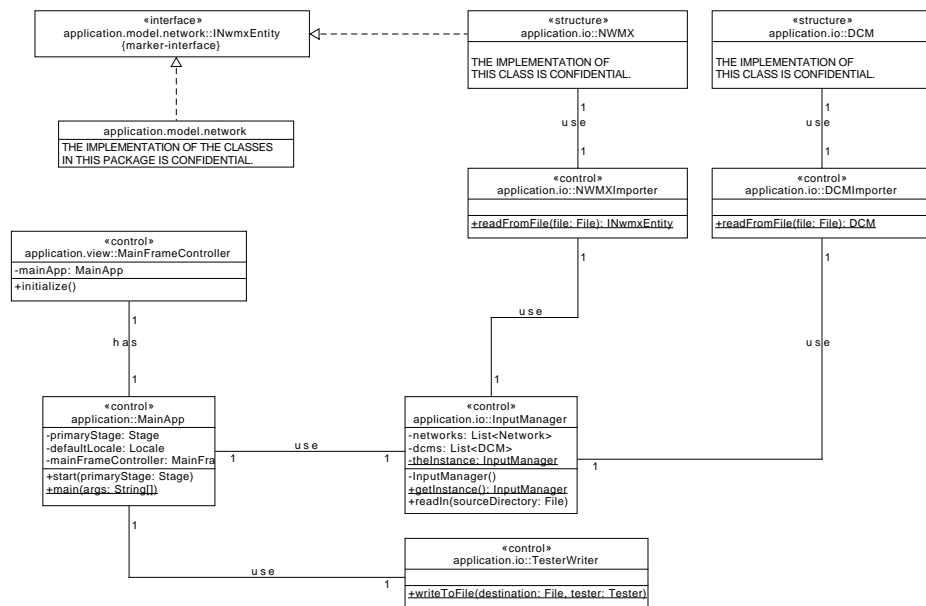 «interface»
application.model.network::INwmxEntity
{marker-interface}
«structure»
application.io::NWMX
THE IMPLEMENTATION OF
THIS CLASS IS CONFIDENTIAL.
«structure»
application.io::DCM
THE IMPLEMENTATION OF
THIS CLASS IS CONFIDENTIAL.
application.model.network
THE IMPLEMENTATION OF THE CLASSES
IN THIS PACKAGE IS CONFIDENTIAL.
1
use
1
1
use
1
«control»
application.io::NWMXImporter
+readFromFile(file: File): INwmxEntity
«control»
application.io::DCMImporter
+readFromFile(file: File): DCM
«control»
application.view::MainFrameController
-mainApp: MainApp
+initialize()
1
has
1
1
use
1
1
use
1
«control»
application::MainApp
-primaryStage: Stage
-defaultLocale: Locale
-mainFrameController: MainFra
+start(primaryStage: Stage)
+main(args: String[])
1
use
1
«control»
application.io::InputManager
-networks: List<Network>
-dcms: List<DCM>
-theInstance: InputManager
-InputManager()
+getInstance(): InputManager
+readIn(sourceDirectory: File)
1
use
1
«control»
application.io::TesterWriter
+writeToFile(destination: File, tester: Tester)